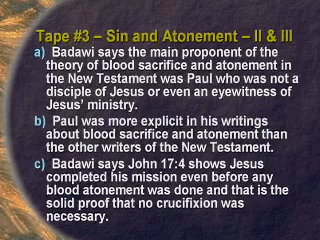 Tape #3 – Sin and Atonement – II & III
a) Badawi says the main proponent of the
theory of blood sacrifice and atonement in
the New Testament was Paul who was not a
disciple of Jesus or even an eyewitness of
Jesus’ ministry.
b) Paul was more explicit in his writings
about blood sacrifice and atonement than
the other writers of the New Testament.
c) Badawi says John 17:4 shows Jesus
completed his mission even before any
blood atonement was done and that is the
solid proof that no crucifixion was
necessary.